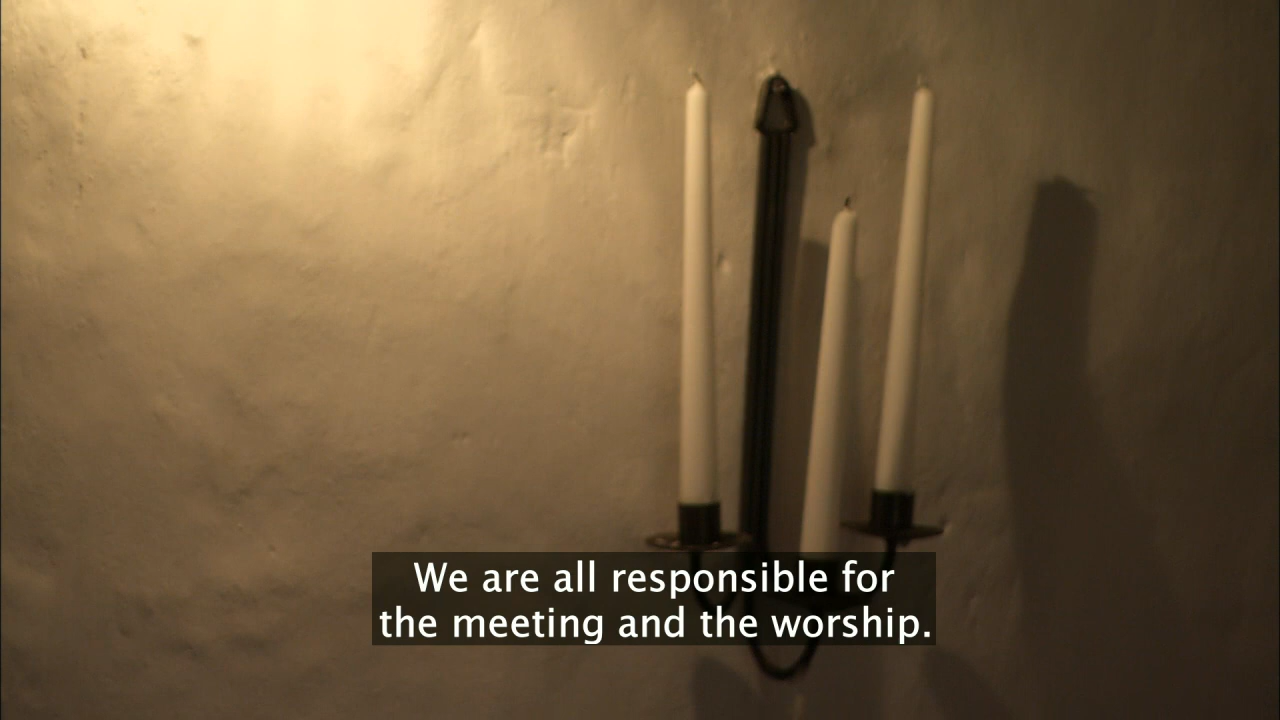 We are all responsible for
the meeting and the worship.